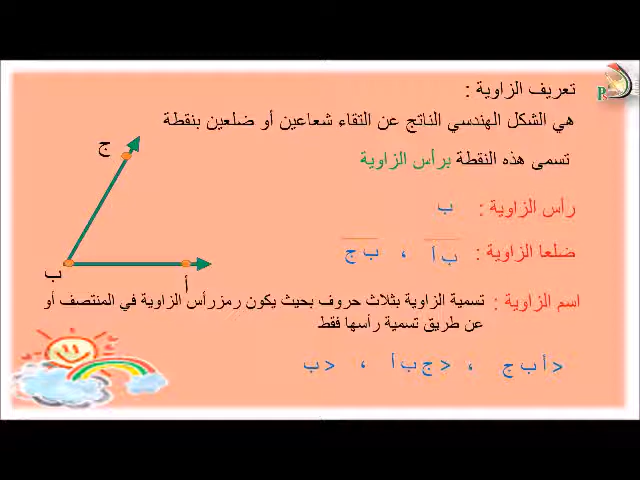 تعريف الزاوية :
هي الشكل الهندسي الناتج عن التقاء شعاعين أو ضلعين بنقطة
تسمى هذه النقطة برأس الزاوية
رأس الزاوية : ب
ضلعا الزاوية : ب أ ، ب ج
اسم الزاوية : تسمية الزاوية بثلاث حروف بحيث يكون رمزرأس الزاوية في المنتصف أو
عن طريق تسمية رأسها فقط
> أ ب ج ، > ج ب أ ، > ب
ج
ب
أ
P